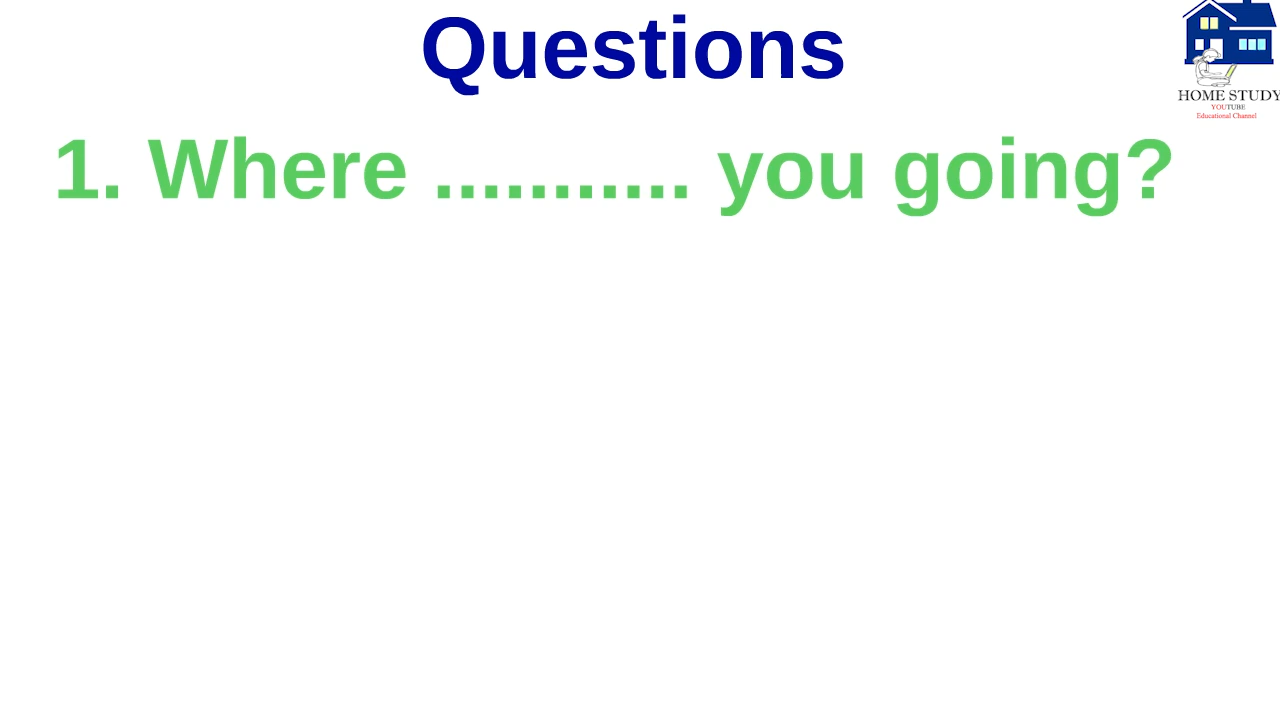 Questions
HOME STUDY
YOUTUBE
Educational Channel
1. Where ........... you going?